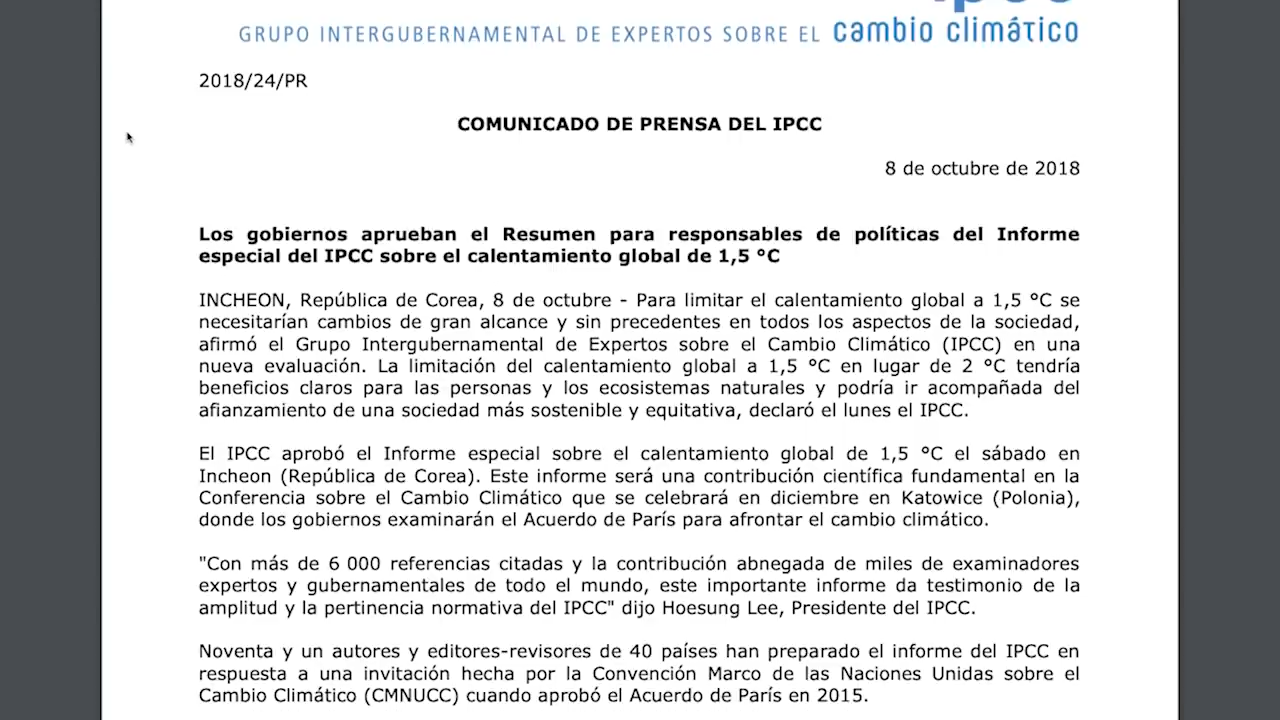 GRUPO INTERGUBERNAMENTAL DE EXPERTOS SOBRE EL cambio climático
2018/24/PR
COMUNICADO DE PRENSA DEL IPCC
8 de octubre de 2018
Los gobiernos aprueban el Resumen para responsables de políticas del Informe
especial del IPCC sobre el calentamiento global de 1,5 °C
INCHEON, República de Corea, 8 de octubre - Para limitar el calentamiento global a 1,5 °C se
necesitarían cambios de gran alcance y sin precedentes en todos los aspectos de la sociedad,
afirmó el Grupo Intergubernamental de Expertos sobre el Cambio Climático (IPCC) en una
nueva evaluación. La limitación del calentamiento global a 1,5 °C en lugar de 2 °C tendría
beneficios claros para las personas y los ecosistemas naturales y podría ir acompañada del
afianzamiento de una sociedad más sostenible y equitativa, declaró el lunes el IPCC.
El IPCC aprobó el Informe especial sobre el calentamiento global de 1,5 °C el sábado en
Incheon (República de Corea). Este informe será una contribución científica fundamental en la
Conferencia sobre el Cambio Climático que se celebrará en diciembre en Katowice (Polonia),
donde los gobiernos examinarán el Acuerdo de París para afrontar el cambio climático.
"Con más de 6 000 referencias citadas y la contribución abnegada de miles de examinadores
expertos y gubernamentales de todo el mundo, este importante informe da testimonio de la
amplitud y la pertinencia normativa del IPCC" dijo Hoesung Lee, Presidente del IPCC.
Noventa y un autores y editores-revisores de 40 países han preparado el informe del IPCC en
respuesta a una invitación hecha por la Convención Marco de las Naciones Unidas sobre el
Cambio Climático (CMNUCC) cuando aprobó el Acuerdo de París en 2015.